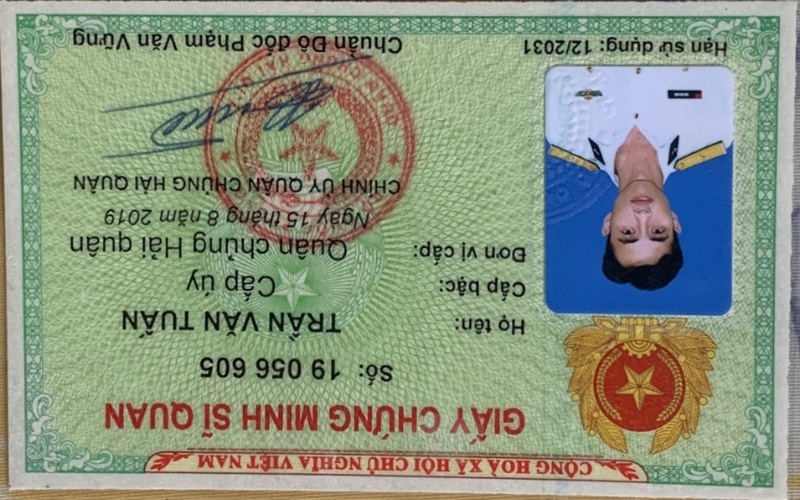 CỘNG HOÀ XÃ HỘI CHỦ NGHĨA VIỆT NAM
GIẤY CHỨNG MINH SĨ QUAN
Số: 19 056 605
Họ tên: TRẦN VĂN TUẤN
Cấp bậc: Cấp úy
Đơn vị cấp: Quân chủng Hải quân
Ngày 15 tháng 8 năm 2019
CHÍNH ỦY QUÂN CHỦNG HẢI QUÂN
Hạn sử dụng: 12/2031
Chuẩn Đô đốc Phạm Văn Vững